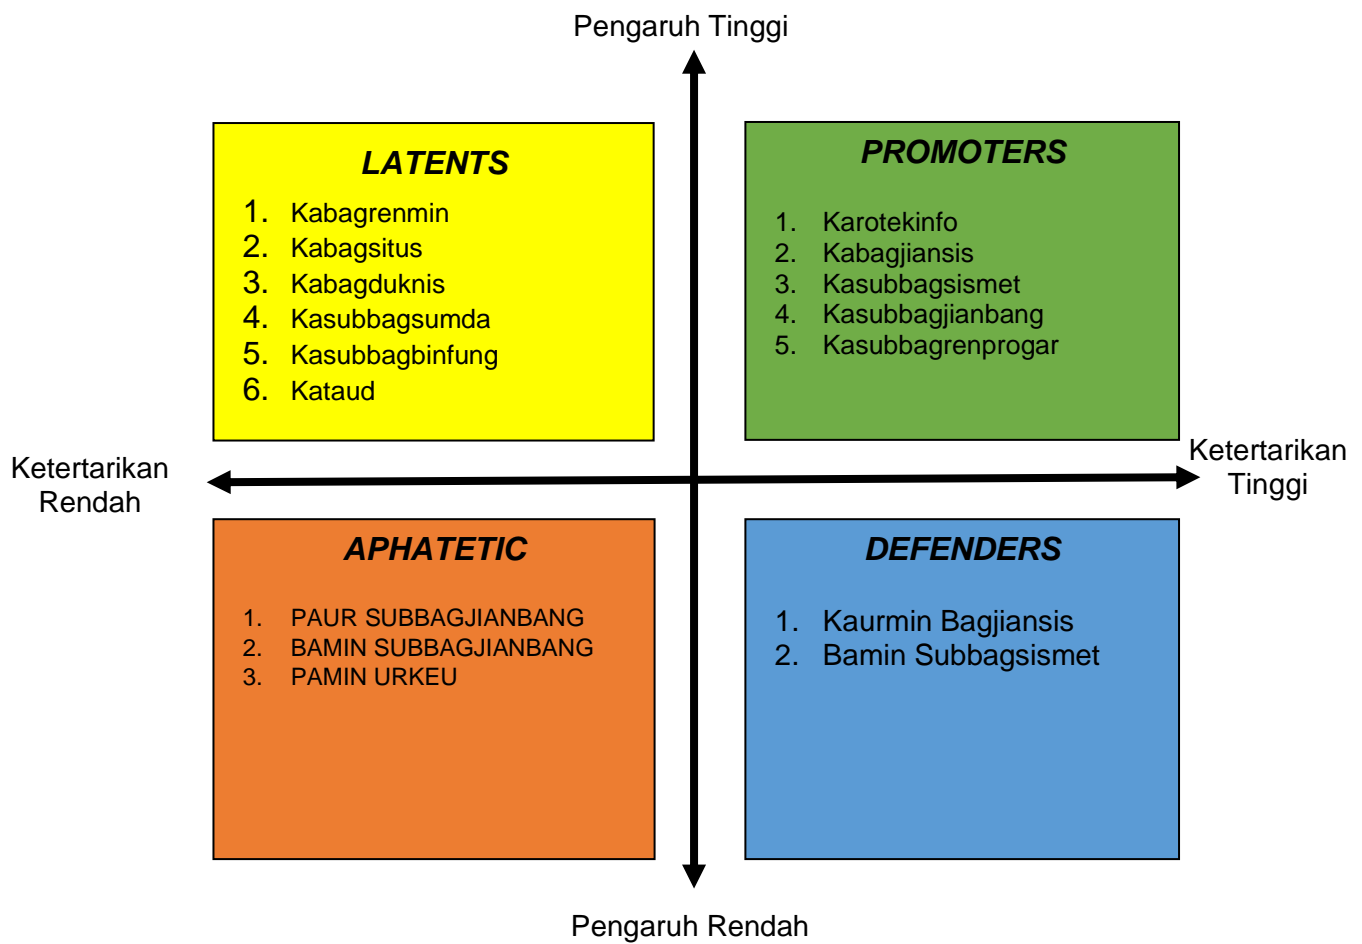 Pengaruh Tinggi
LATENTS
1. Kabagrenmin
2. Kabagsitus
3. Kabagduknis
4. Kasubbagsumda
5. Kasubbagbinfung
6. Kataud
PROMOTERS
1. Karotekinfo
2. Kabagjiansis
3. Kasubbagsismet
4. Kasubbagjianbang
5. Kasubbagrenprogar
Ketertarikan
Rendah
Ketertarikan
Tinggi
APHATETIC
1. PAUR SUBBAGJIANBANG
2. BAMIN SUBBAGJIANBANG
3. PAMIN URKEU
DEFENDERS
1. Kaurmin Bagjiansis
2. Bamin Subbagsismet
Pengaruh Rendah